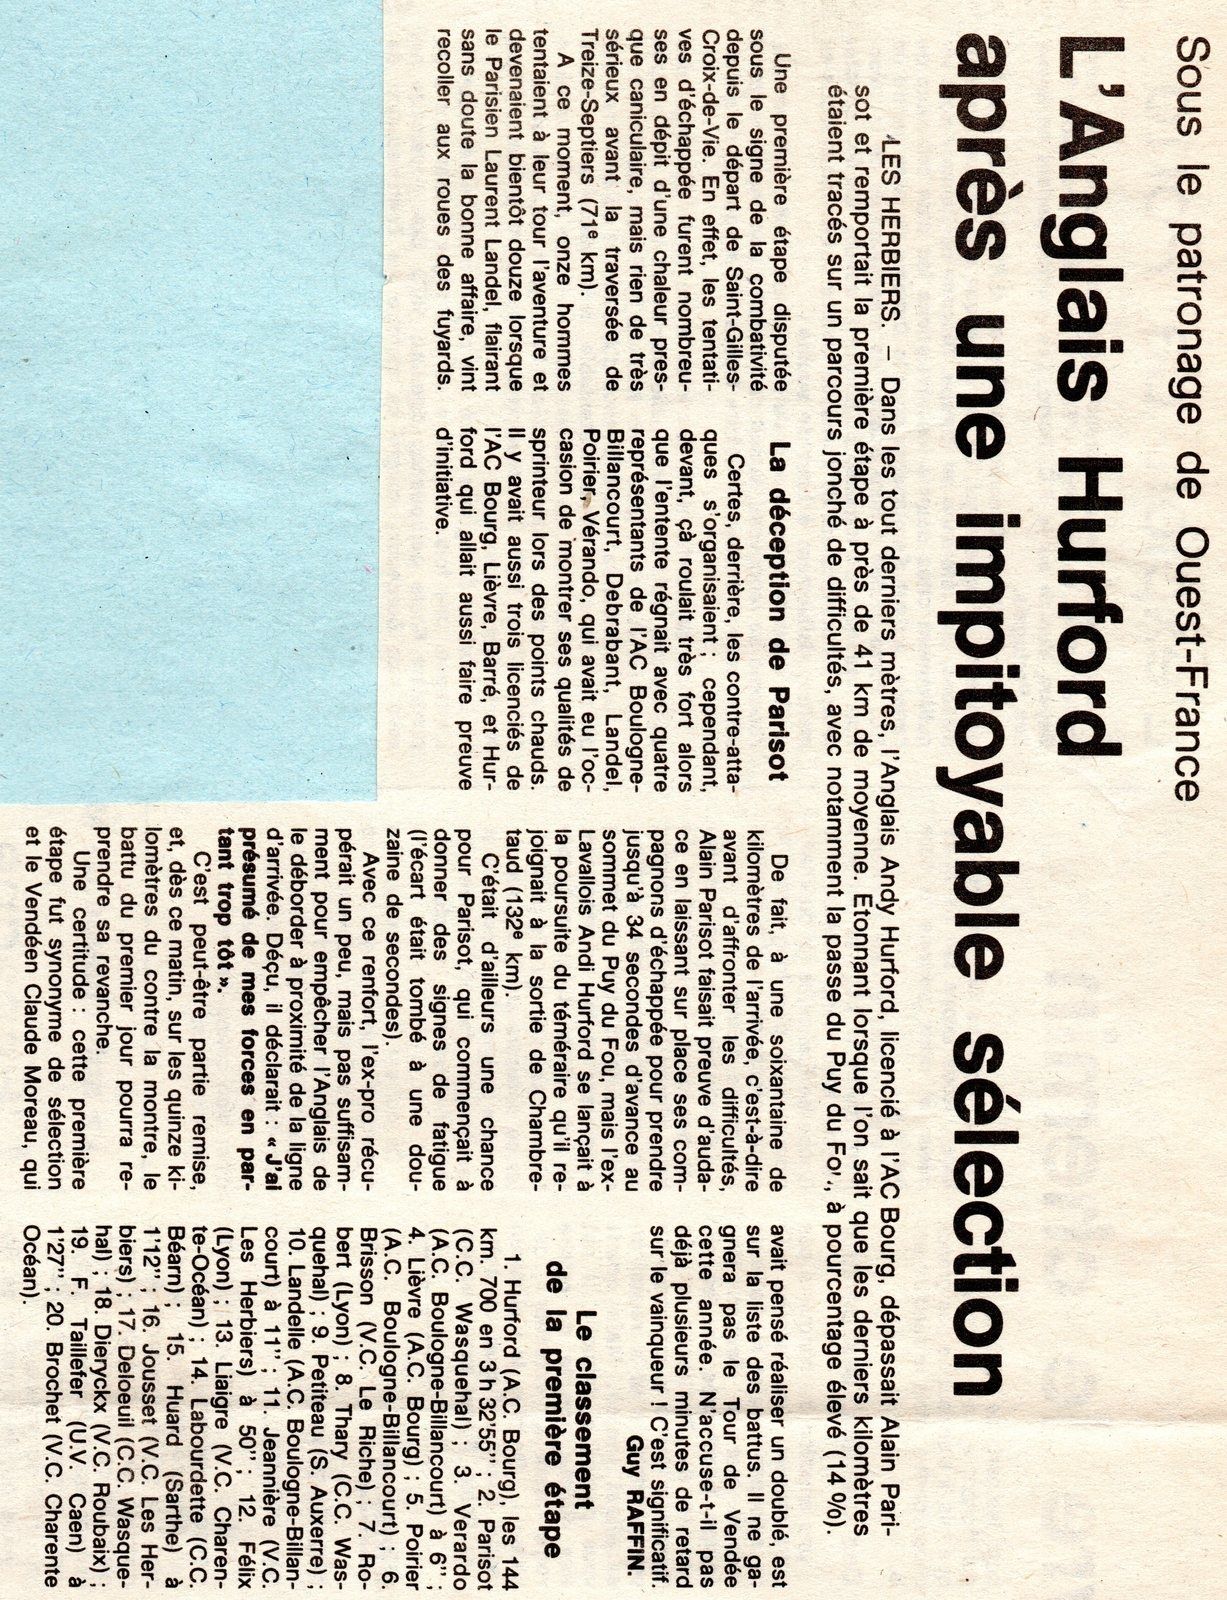 Sous le patronage de Ouest-France
L'Anglais Hurford
après une impitoyable sélection
LES HERBIERS. — Dans les tout derniers mètres, l'Anglais Andy Hurford, licencié à l'AC Bourg, dépassait Alain Pari-
sot et remportait la première étape à près de 41 km de moyenne. Etonnant lorsque l'on sait que les derniers kilomètres
étaient tracés sur un parcours jonché de difficultés, avec notamment la passe du Puy du Fo', à pourcentage élevé (14 %).
Une première étape disputée
sous le signe de la combativité
depuis le départ de Saint-Gilles-
Croix-de-Vie. En effet, les tentati-
ves d'échappée furent nombreu-
ses en dépit d'une chaleur pres-
que caniculaire, mais rien de très
sérieux avant la traversée de
Treize-Septiers (71e km).
A ce moment, onze hommes
tentaient à leur tour l'aventure et
devenaient bientôt douze lorsque
le Parisien Laurent Landel, flairant
sans doute la bonne affaire, vint
recoller aux roues des fuyards.
La déception de Parisot
Certes, derrière, les contre-atta-
ques s'organisaient ; cependant,
devant, çà roulait très fort alors
que l'entente régnait avec quatre
représentants de l'AC Boulogne-
Billancourt, Debrabant, Landel,
Poirier, Vérando, qui avait eu l'oc-
casion de montrer ses qualités de
sprinteur lors des points chauds.
Il y avait aussi trois licenciés de
l'AC Bourg, Lièvre, Barré, et Hur-
ford qui allait aussi faire preuve
d'initiative.
De fait, à une soixantaine de
kilomètres de l'arrivée, c'est-à-dire
avant d'affronter les difficultés,
Alain Parisot faisait preuve d'auda-
ce en laissant sur place ses com-
pagnons d'échappée pour prendre
jusqu'à 34 secondes d'avance au
sommet du Puy du Fou, mais l'ex-
Lavallois Andi Hurford se lançait à
la poursuite du téméraire qu'il re-
joignait à la sortie de Chambre-
taud (132e km).
C'était d'ailleurs une chance
pour Parisot, qui commençait à
donner des signes de fatigue
(l'écart était tombé à une dou-
zaine de secondes).
Avec ce renfort, l'ex-pro récu-
pérait un peu, mais pas suffisam-
ment pour empêcher l'Anglais de
le déborder à proximité de la ligne
d'arrivée. Déçu, il déclarait : « J'ai
présumé de mes forces en par-
tant trop tôt ».
C'est peut-être partie remise,
et, dès ce matin, sur les quinze ki-
lomètres du contre la montre, le
battu du premier jour pourra re-
prendre sa revanche.
Une certitude : cette première
étape fut synonyme de sélection
et le Vendéen Claude Moreau, qui
avait pensé réaliser un doublé, est
sur la liste des battus. Il ne ga-
gnera pas le Tour de Vendée
cette année. N'accuse-t-il pas
déjà plusieurs minutes de retard
sur le vainqueur ! C'est significatif.
Guy RAFFIN.
Le classement
de la première étape
1. Hurford (A.C. Bourg), les 144
km. 700 en 3 h 32'55" ; 2. Parisot
(C.C. Wasquehal) ; 3. Verardo
(A.C. Boulogne-Billancourt) à 6" ;
4. Lièvre (A.C. Bourg) ; 5. Poirier
(A.C. Boulogne-Billancourt) ; 6.
Brisson (V.C. Le Riche) ; 7. Ro-
bert (Lyon) ; 8. Thary (C.C. Was-
quehal) ; 9. Petiteau (S. Auxerre) ;
10. Landelle (A.C. Boulogne-Billan-
court) à 11" ; 11. Jeannière (V.C.
Les Herbiers) à 50" ; 12. Félix
(Lyon) ; 13. Liaigre (V.C. Charen-
te-Océan) ; 14. Labourdette (C.C.
Béarn) ; 15. Huard (Sarthe) à
1'12" ; 16. Jousset (V.C. Les Her-
biers) ; 17. Deloeuil (C.C. Wasque-
hal) ; 18. Dieryckx (V.C. Roubaix) ;
19. F. Taillefer (U.V. Caen) à
1'27" ; 20. Brochet (V.C. Charente
Océan).